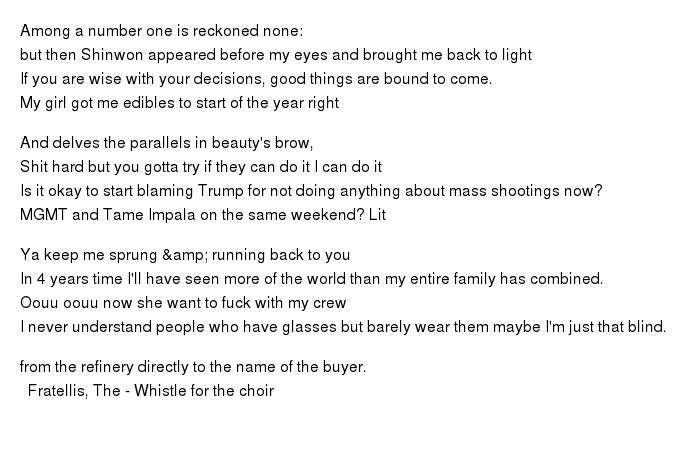 Among a number one is reckoned none:
but then Shinwon appeared before my eyes and brought me back to light
If you are wise with your decisions, good things are bound to come.
My girl got me edibles to start of the year right
And delves the parallels in beauty's brow,
Shit hard but you gotta try if they can do it I can do it
Is it okay to start blaming Trump for not doing anything about mass shootings now?
MGMT and Tame Impala on the same weekend? Lit
Ya keep me sprung &amp; running back to you
In 4 years time I'll have seen more of the world than my entire family has combined.
Oouu oouu now she want to fuck with my crew
I never understand people who have glasses but barely wear them maybe I'm just that blind.
from the refinery directly to the name of the buyer.
Fratellis, The - Whistle for the choir